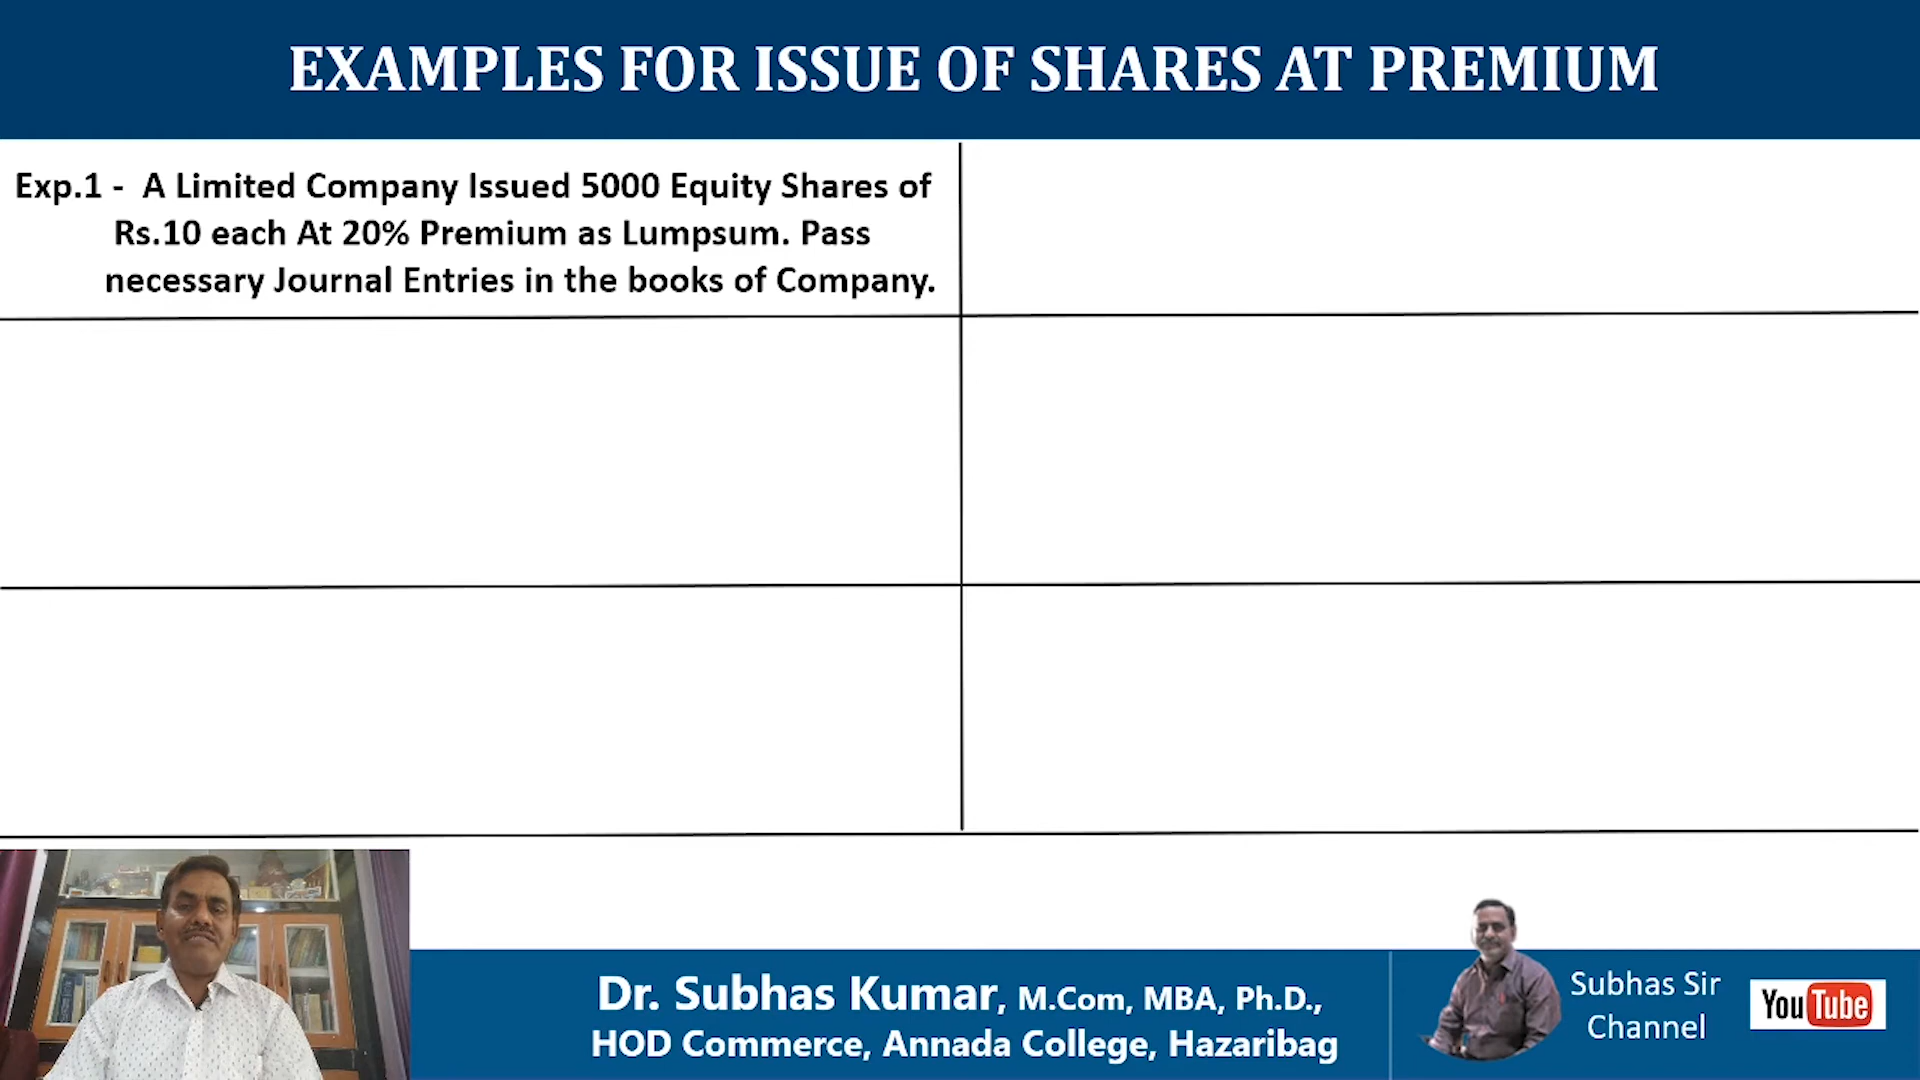 EXAMPLES FOR ISSUE OF SHARES AT PREMIUM
Exp.1 - A Limited Company Issued 5000 Equity Shares of
Rs.10 each At 20% Premium as Lumpsum. Pass
necessary Journal Entries in the books of Company.
Dr. Subhas Kumar, M.Com, MBA, Ph.D.,
HOD Commerce, Annada College, Hazaribag
Subhas Sir
Channel
YouTube